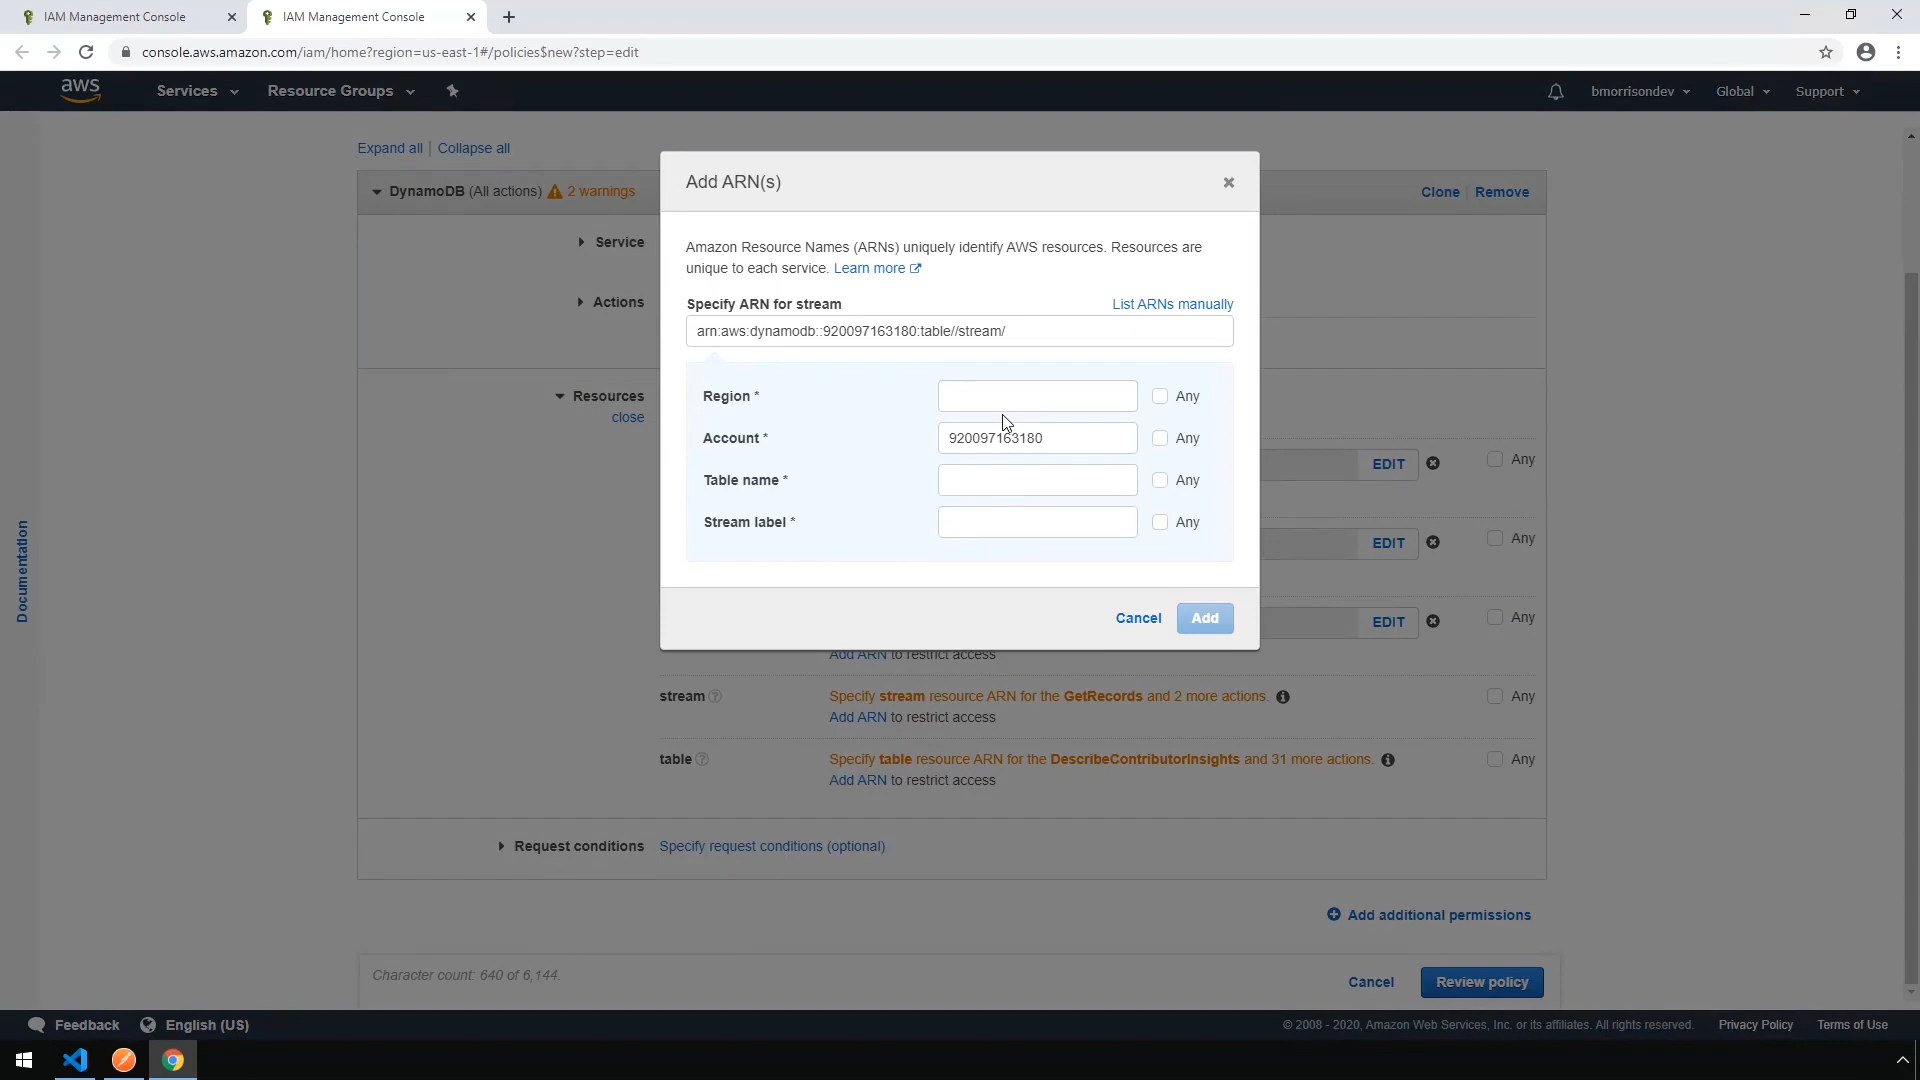 IAM Management Console
IAM Management Console
console.aws.amazon.com/iam/home?region=us-east-1#/policies$new?step=edit
aws
Services
Resource Groups
bmorrisondev
Global
Support
Expand all | Collapse all
DynamoDB (All actions) 2 warnings
Clone | Remove
Service
Actions
Resources
close
Add ARN(s)
Amazon Resource Names (ARNs) uniquely identify AWS resources. Resources are
unique to each service. Learn more
Specify ARN for stream
List ARNs manually
arn:aws:dynamodb::920097163180:table//stream/
Region *
Any
Account *
920097163180
Any
Table name *
Any
Stream label *
Any
Cancel
Add
EDIT
Any
EDIT
Any
EDIT
Any
Add ARN to restrict access
stream
Specify stream resource ARN for the GetRecords and 2 more actions.
Any
Add ARN to restrict access
table
Specify table resource ARN for the DescribeContributorInsights and 31 more actions.
Any
Add ARN to restrict access
Request conditions
Specify request conditions (optional)
Add additional permissions
Character count: 640 of 6,144.
Cancel
Review policy
Documentation
Feedback
English (US)
© 2008 - 2020, Amazon Web Services, Inc. or its affiliates. All rights reserved.
Privacy Policy
Terms of Use